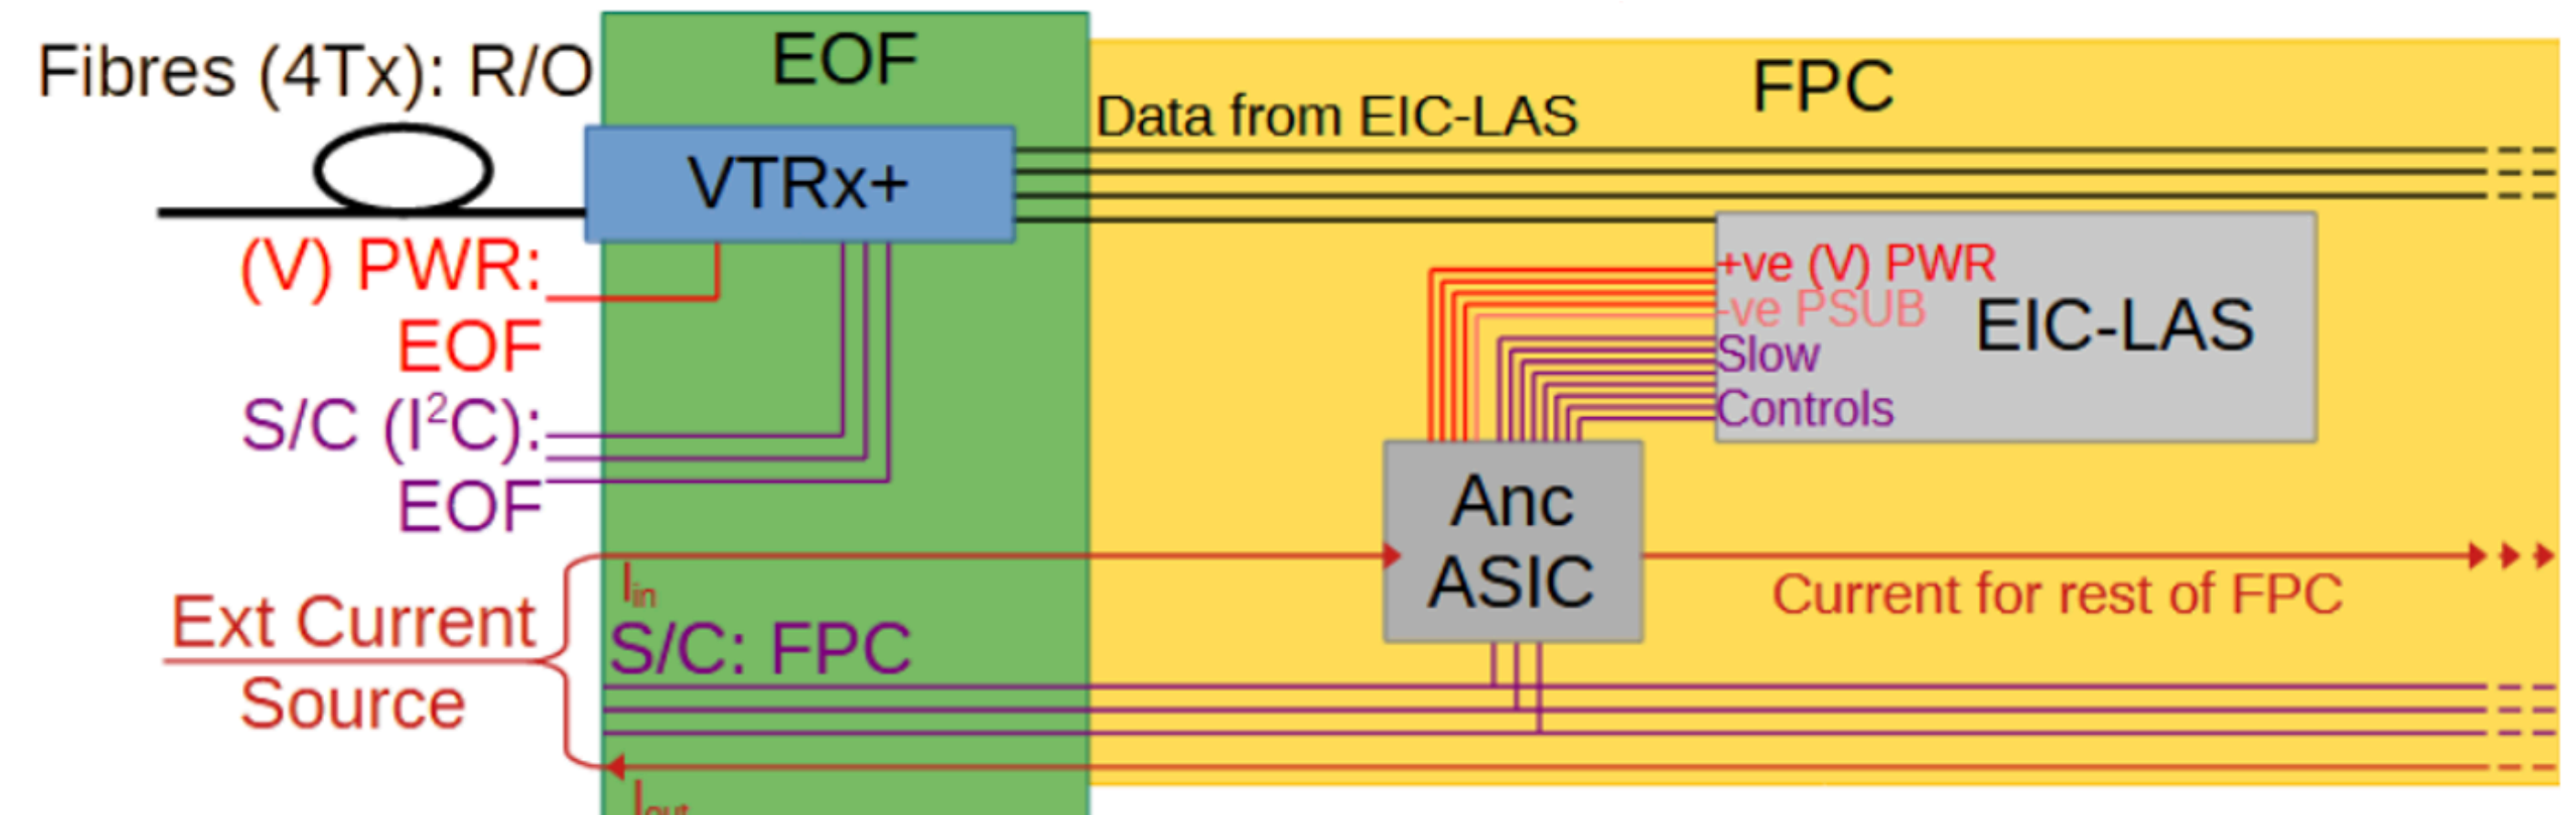 Fibres (4Tx): R/O
EOF
FPC
Data from EIC-LAS
VTRx+
(V) PWR:
EOF
+ve (V) PWR
-ve PSUB
EIC-LAS
Slow
Controls
S/C (I²C):
EOF
Anc
ASIC
Iin
Current for rest of FPC
Ext Current
Source
S/C: FPC
Iout